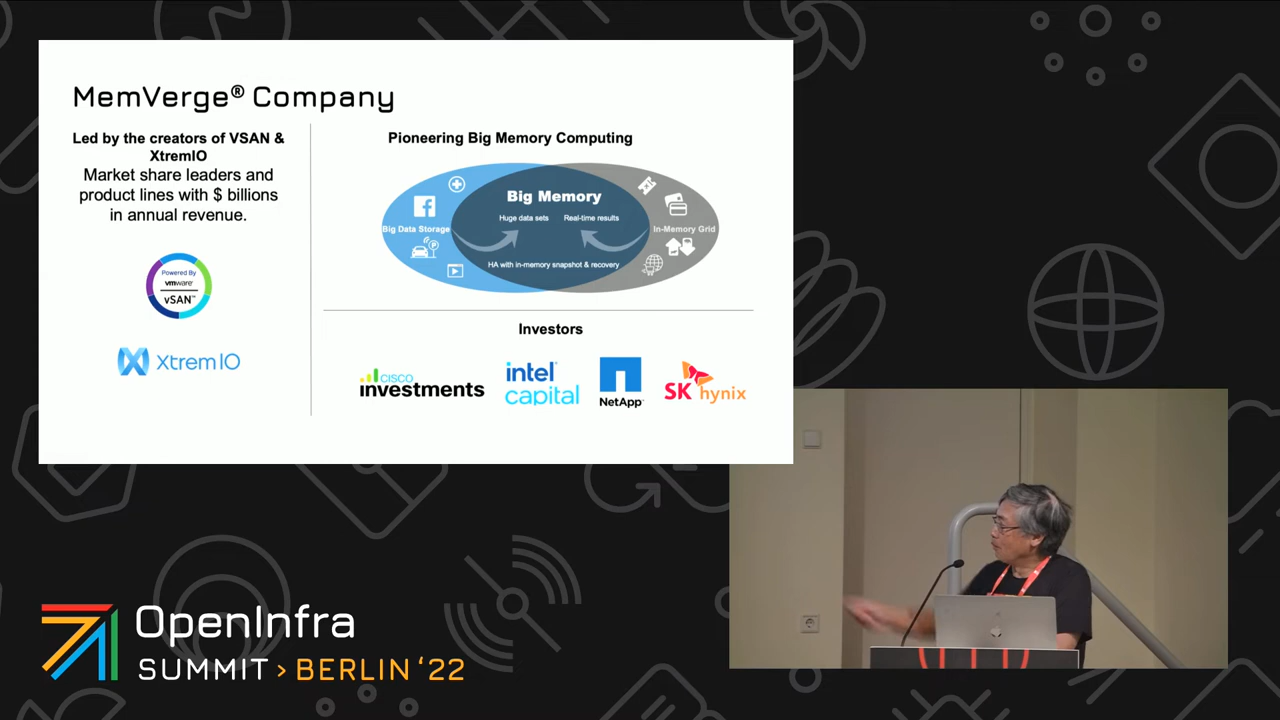 MemVerge® Company
Led by the creators of VSAN &
XtremIO
Market share leaders and
product lines with $ billions
in annual revenue.
Powered By
vmware
vSAN™
XtremIO
Pioneering Big Memory Computing
Big Memory
Huge data sets
Real-time results
Big Data Storage
In-Memory Grid
HA with in-memory snapshot & recovery
Investors
CISCO
investments
intel
capital
NetApp
SK hynix
OpenInfra
SUMMIT > BERLIN '22